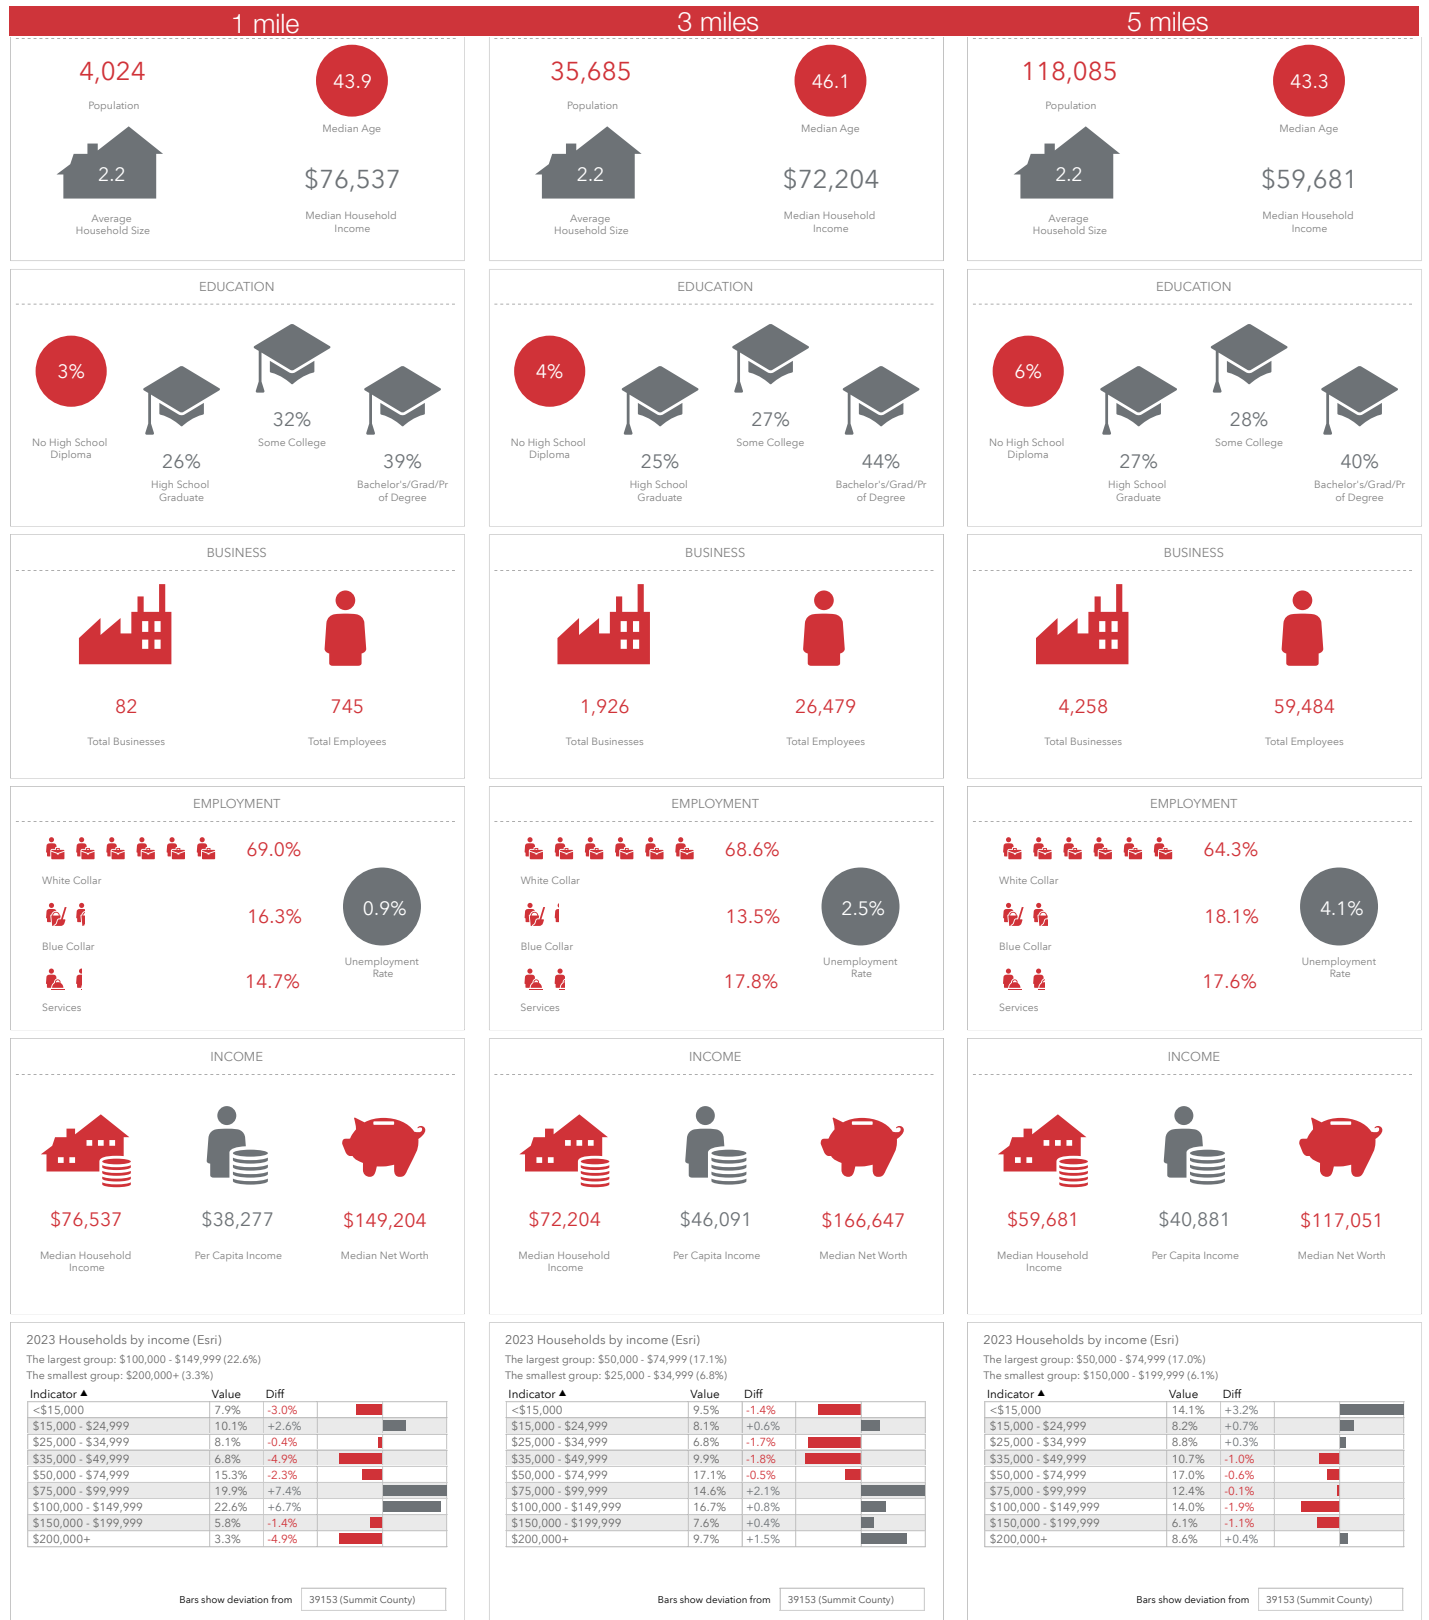 1 mile
3 miles
5 miles
4,024
Population
43.9
Median Age
2.2
Average
Household Size
$76,537
Median Household
Income
35,685
Population
46.1
Median Age
2.2
Average
Household Size
$72,204
Median Household
Income
118,085
Population
43.3
Median Age
2.2
Average
Household Size
$59,681
Median Household
Income
EDUCATION
3%
No High School
Diploma
26%
High School
Graduate
32%
Some College
39%
Bachelor's/Grad/Pr
of Degree
EDUCATION
4%
No High School
Diploma
25%
High School
Graduate
27%
Some College
44%
Bachelor's/Grad/Pr
of Degree
EDUCATION
6%
No High School
Diploma
27%
High School
Graduate
28%
Some College
40%
Bachelor's/Grad/Pr
of Degree
BUSINESS
82
Total Businesses
745
Total Employees
BUSINESS
1,926
Total Businesses
26,479
Total Employees
BUSINESS
4,258
Total Businesses
59,484
Total Employees
EMPLOYMENT
69.0%
White Collar
16.3%
Blue Collar
14.7%
Services
0.9%
Unemployment
Rate
EMPLOYMENT
68.6%
White Collar
13.5%
Blue Collar
17.8%
Services
2.5%
Unemployment
Rate
EMPLOYMENT
64.3%
White Collar
18.1%
Blue Collar
17.6%
Services
4.1%
Unemployment
Rate
INCOME
$76,537
Median Household
Income
$38,277
Per Capita Income
$149,204
Median Net Worth
INCOME
$72,204
Median Household
Income
$46,091
Per Capita Income
$166,647
Median Net Worth
INCOME
$59,681
Median Household
Income
$40,881
Per Capita Income
$117,051
Median Net Worth
2023 Households by income (Esri)
The largest group: $100,000 - $149,999 (22.6%)
The smallest group: $200,000+ (3.3%)
Indicator ▲ Value Diff
<$15,000 7.9% -3.0%
$15,000 - $24,999 10.1% +2.6%
$25,000 - $34,999 8.1% -0.4%
$35,000 - $49,999 6.8% -4.9%
$50,000 - $74,999 15.3% -2.3%
$75,000 - $99,999 19.9% +7.4%
$100,000 - $149,999 22.6% +6.7%
$150,000 - $199,999 5.8% -1.4%
$200,000+ 3.3% -4.9%
Bars show deviation from 39153 (Summit County)
2023 Households by income (Esri)
The largest group: $50,000 - $74,999 (17.1%)
The smallest group: $25,000 - $34,999 (6.8%)
Indicator ▲ Value Diff
<$15,000 9.5% -1.4%
$15,000 - $24,999 8.1% +0.6%
$25,000 - $34,999 6.8% -1.7%
$35,000 - $49,999 9.9% -1.8%
$50,000 - $74,999 17.1% -0.5%
$75,000 - $99,999 14.6% +2.1%
$100,000 - $149,999 16.7% +0.8%
$150,000 - $199,999 7.6% +0.4%
$200,000+ 9.7% +1.5%
Bars show deviation from 39153 (Summit County)
2023 Households by income (Esri)
The largest group: $50,000 - $74,999 (17.0%)
The smallest group: $150,000 - $199,999 (6.1%)
Indicator ▲ Value Diff
<$15,000 14.1% +3.2%
$15,000 - $24,999 8.2% +0.7%
$25,000 - $34,999 8.8% +0.3%
$35,000 - $49,999 10.7% -1.0%
$50,000 - $74,999 17.0% -0.6%
$75,000 - $99,999 12.4% -0.1%
$100,000 - $149,999 14.0% -1.9%
$150,000 - $199,999 6.1% -1.1%
$200,000+ 8.6% +0.4%
Bars show deviation from 39153 (Summit County)